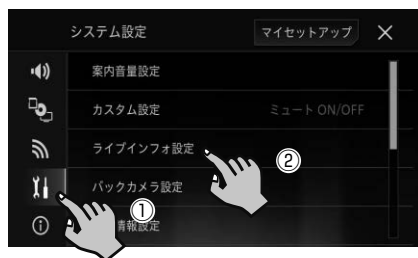 システム設定 マイセットアップ
案内音量設定
カスタム設定 ミュート ON/OFF
ライブインフォ設定
②
バックカメラ設定
①
情報設定